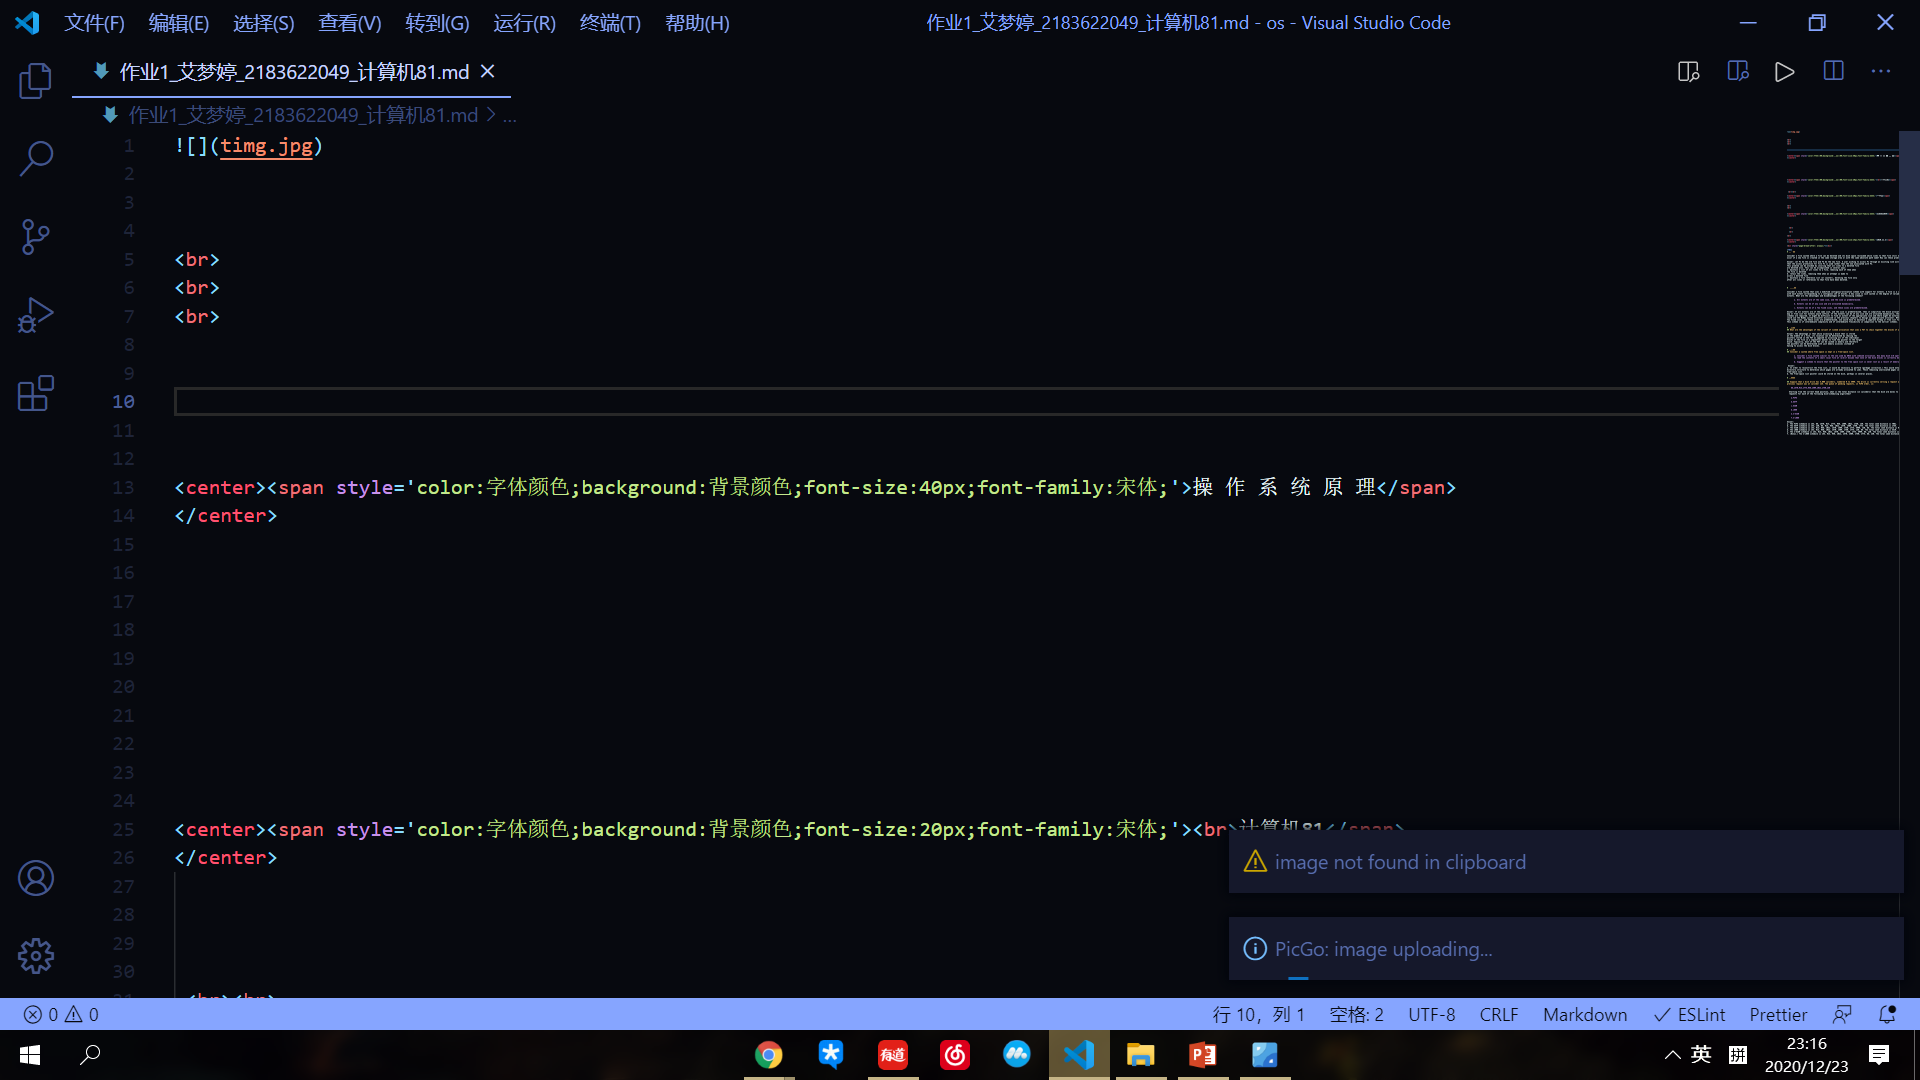 文件(F) 编辑(E) 选择(S) 查看(V) 转到(G) 运行(R) 终端(T) 帮助(H) 作业1_艾梦婷_2183622049_计算机81.md - os - Visual Studio Code
作业1_艾梦婷_2183622049_计算机81.md
作业1_艾梦婷_2183622049_计算机81.md > ...
1 ![](timg.jpg)
2
3
4
5 <br>
6 <br>
7 <br>
8
9
10
11
12
13 <center><span style='color:字体颜色;background:背景颜色;font-size:40px;font-family:宋体;'>操 作 系 统 原 理</span>
14 </center>
15
16
17
18
19
20
21
22
23
24
25 <center><span style='color:字体颜色;background:背景颜色;font-size:20px;font-family:宋体;'><br>计算机81</span>
26 </center>
27
28
29
30
31 <br><br>
image not found in clipboard
PicGo: image uploading...
0 0 行 10，列 1 空格: 2 UTF-8 CRLF Markdown ESLint Prettier
有道 P 英 拼 23:16
2020/12/23